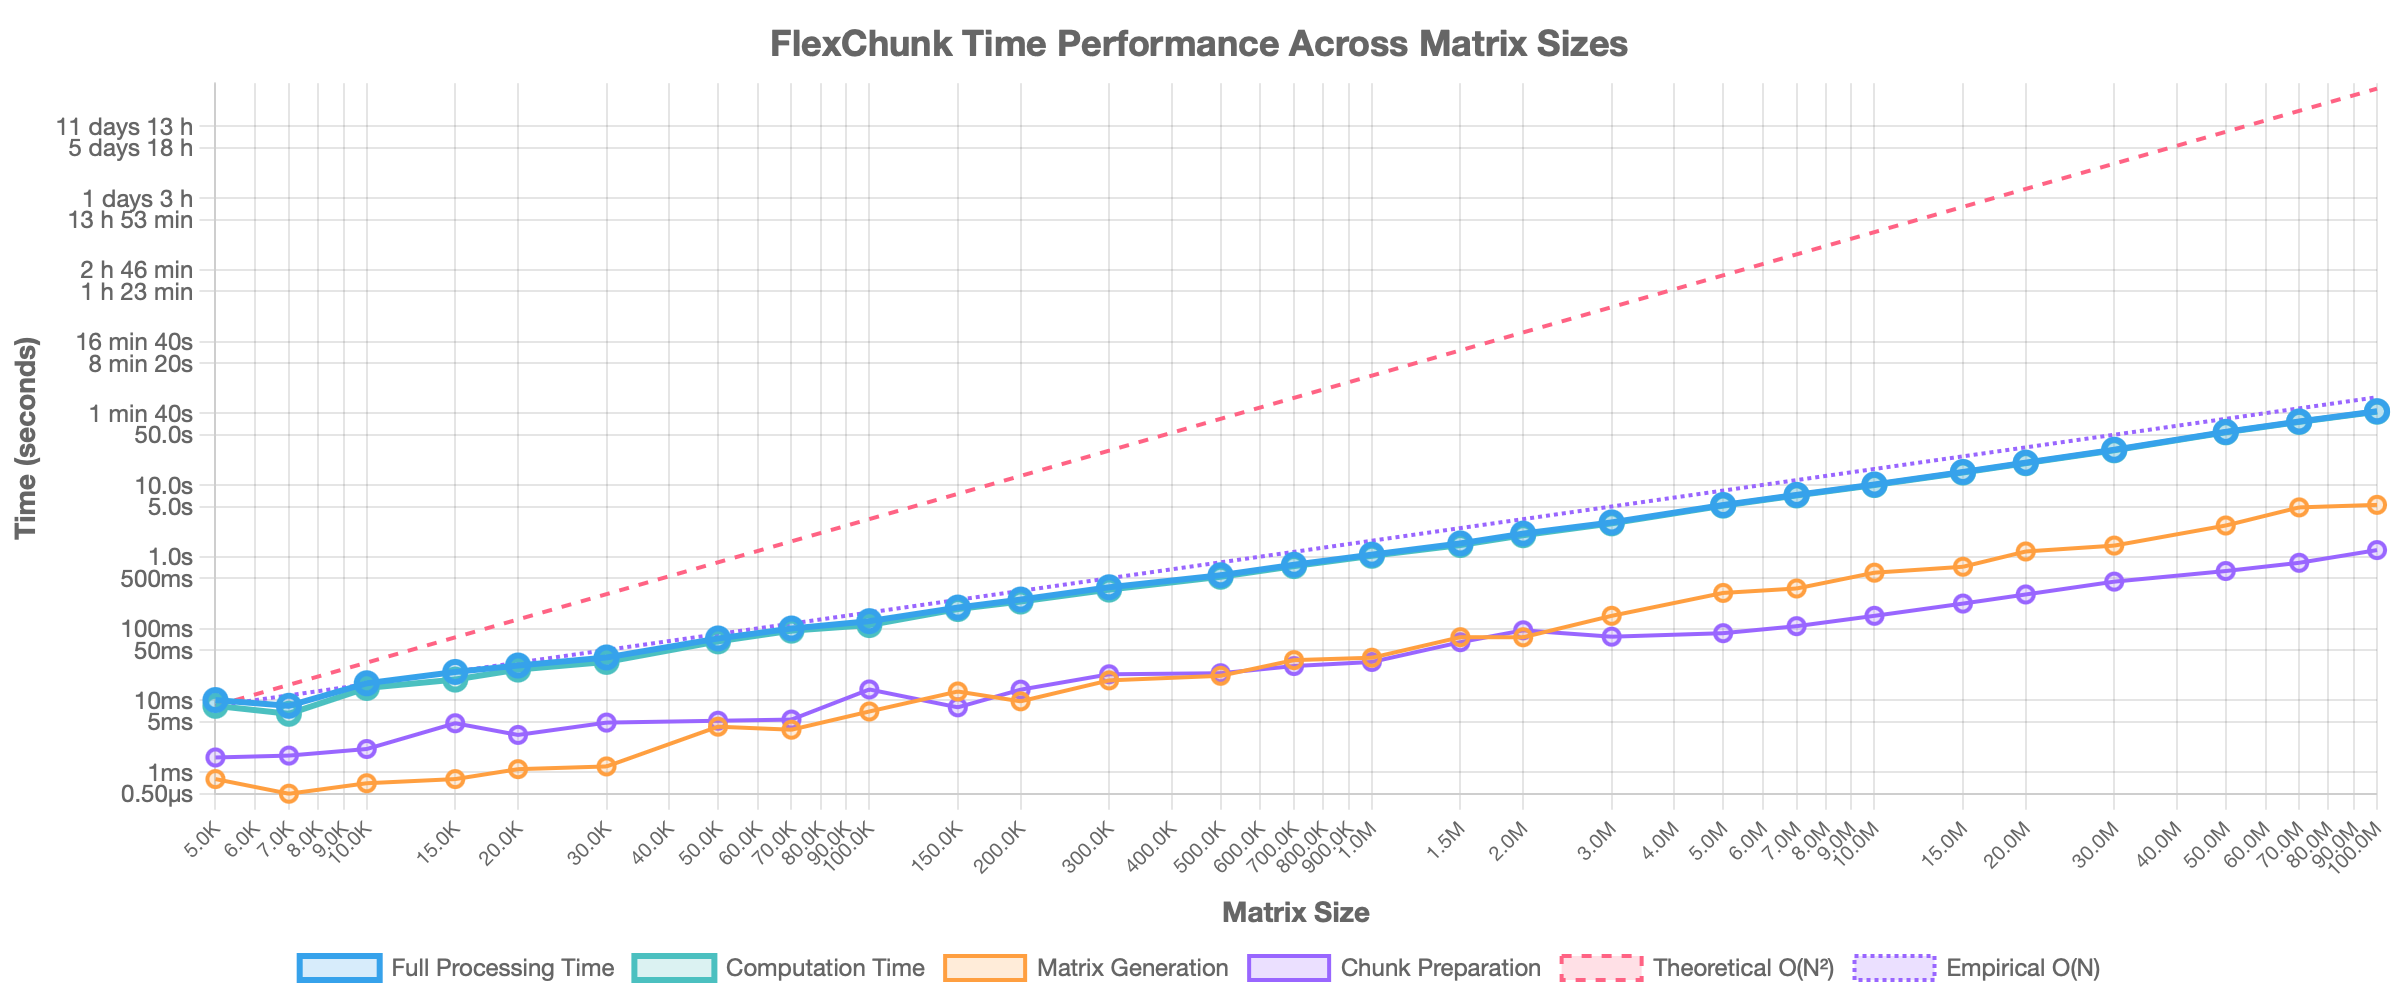 FlexChunk Time Performance Across Matrix Sizes
11 days 13 h
5 days 18 h
1 days 3 h
13 h 53 min
2 h 46 min
1 h 23 min
16 min 40s
8 min 20s
1 min 40s
50.0s
10.0s
5.0s
1.0s
500ms
100ms
50ms
10ms
5ms
1ms
0.50µs
Time (seconds)
5.0K
6.0K
7.0K
8.0K
9.0K
10.0K
15.0K
20.0K
30.0K
40.0K
50.0K
60.0K
70.0K
80.0K
90.0K
100.0K
150.0K
200.0K
300.0K
400.0K
500.0K
600.0K
700.0K
800.0K
900.0K
1.0M
1.5M
2.0M
3.0M
4.0M
5.0M
6.0M
7.0M
8.0M
9.0M
10.0M
15.0M
20.0M
30.0M
40.0M
50.0M
60.0M
70.0M
80.0M
90.0M
100.0M
Matrix Size
Full Processing Time
Computation Time
Matrix Generation
Chunk Preparation
Theoretical O(N²)
Empirical O(N)